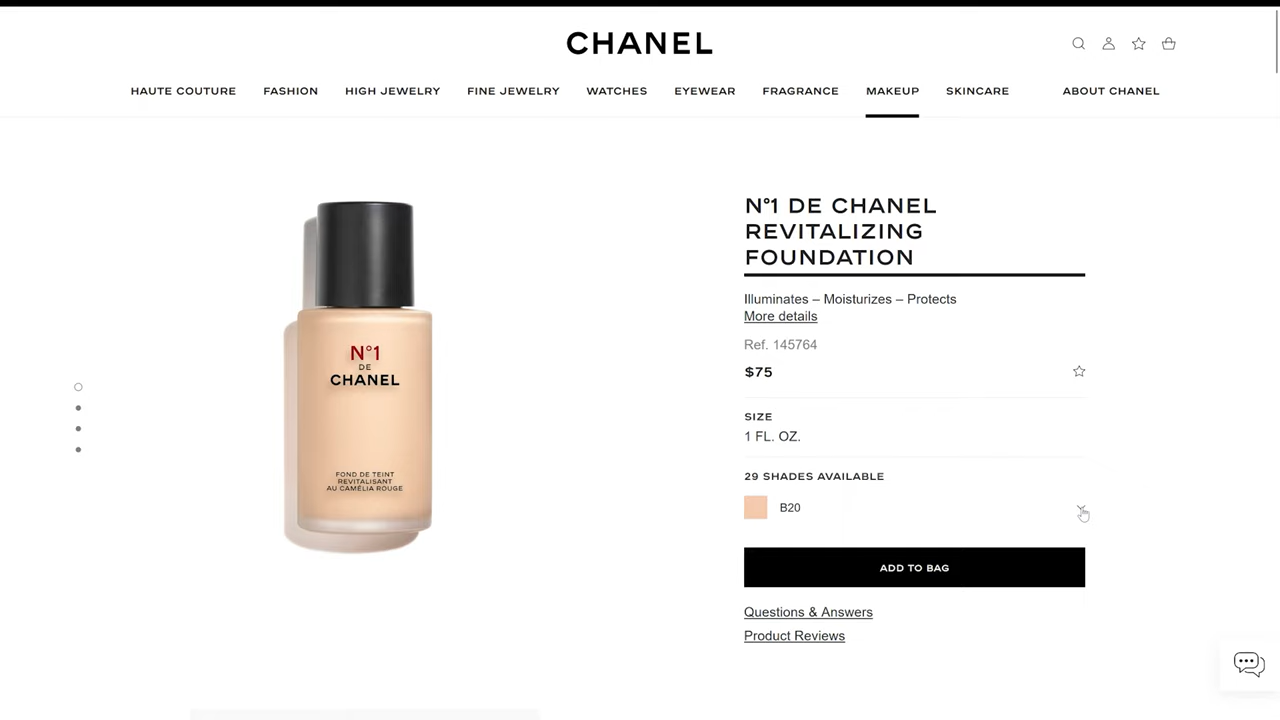 CHANEL
HAUTE COUTURE FASHION HIGH JEWELRY FINE JEWELRY WATCHES EYEWEAR FRAGRANCE MAKEUP SKINCARE ABOUT CHANEL
N°1
DE
CHANEL
FOND DE TEINT
REVITALISANT
AU CAMÉLIA ROUGE
N°1 DE CHANEL
REVITALIZING
FOUNDATION
Illuminates – Moisturizes – Protects
More details
Ref. 145764
$75
SIZE
1 FL. OZ.
29 SHADES AVAILABLE
B20
ADD TO BAG
Questions & Answers
Product Reviews